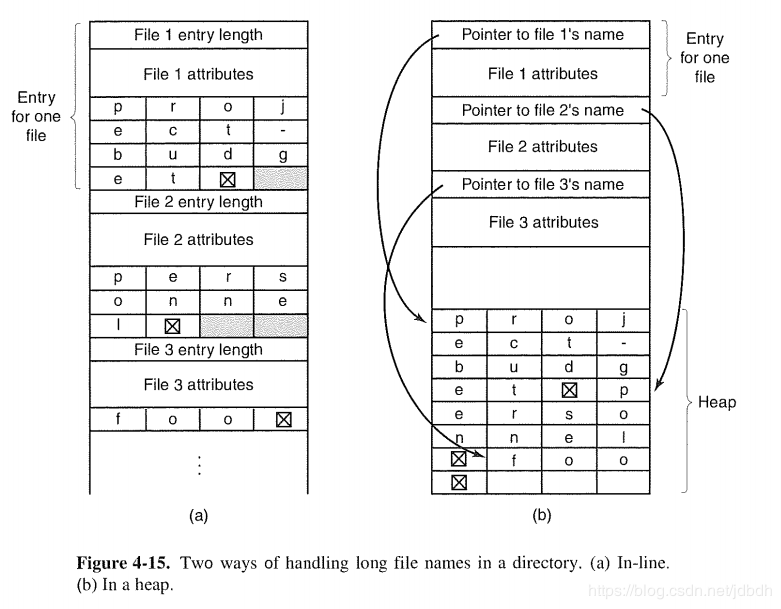 File 1 entry length
File 1 attributes
Entry
for one
file
p r o j
e c t -
b u d g
e t
File 2 entry length
File 2 attributes
p e r s
o n n e
l
File 3 entry length
File 3 attributes
f o o
⋮
(a)
Pointer to file 1's name
File 1 attributes
Entry
for one
file
Pointer to file 2's name
File 2 attributes
Pointer to file 3's name
File 3 attributes
p r o j
e c t -
b u d g
e t p
e r s o
n n e l
f o o
Heap
(b)
Figure 4-15. Two ways of handling long file names in a directory. (a) In-line.
(b) In a heap.
https://blog.csdn.net/jdbdh